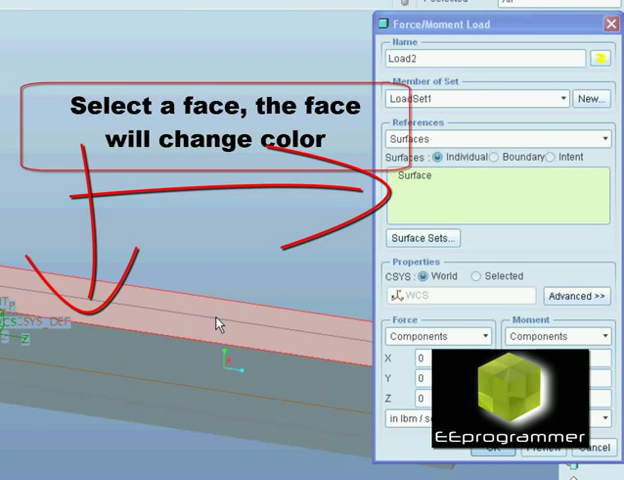 Force/Moment Load
Name
Load2
Member of Set
LoadSet1
New...
Select a face, the face
will change color
References
Surfaces
Surfaces : Individual Boundary Intent
Surface
Surface Sets...
Properties
CSYS: World Selected
WCS
Advanced >>
Force
Moment
Components
Components
X 0
Y 0
Z 0
in lbm / s
EEprogrammer
Preview
Cancel